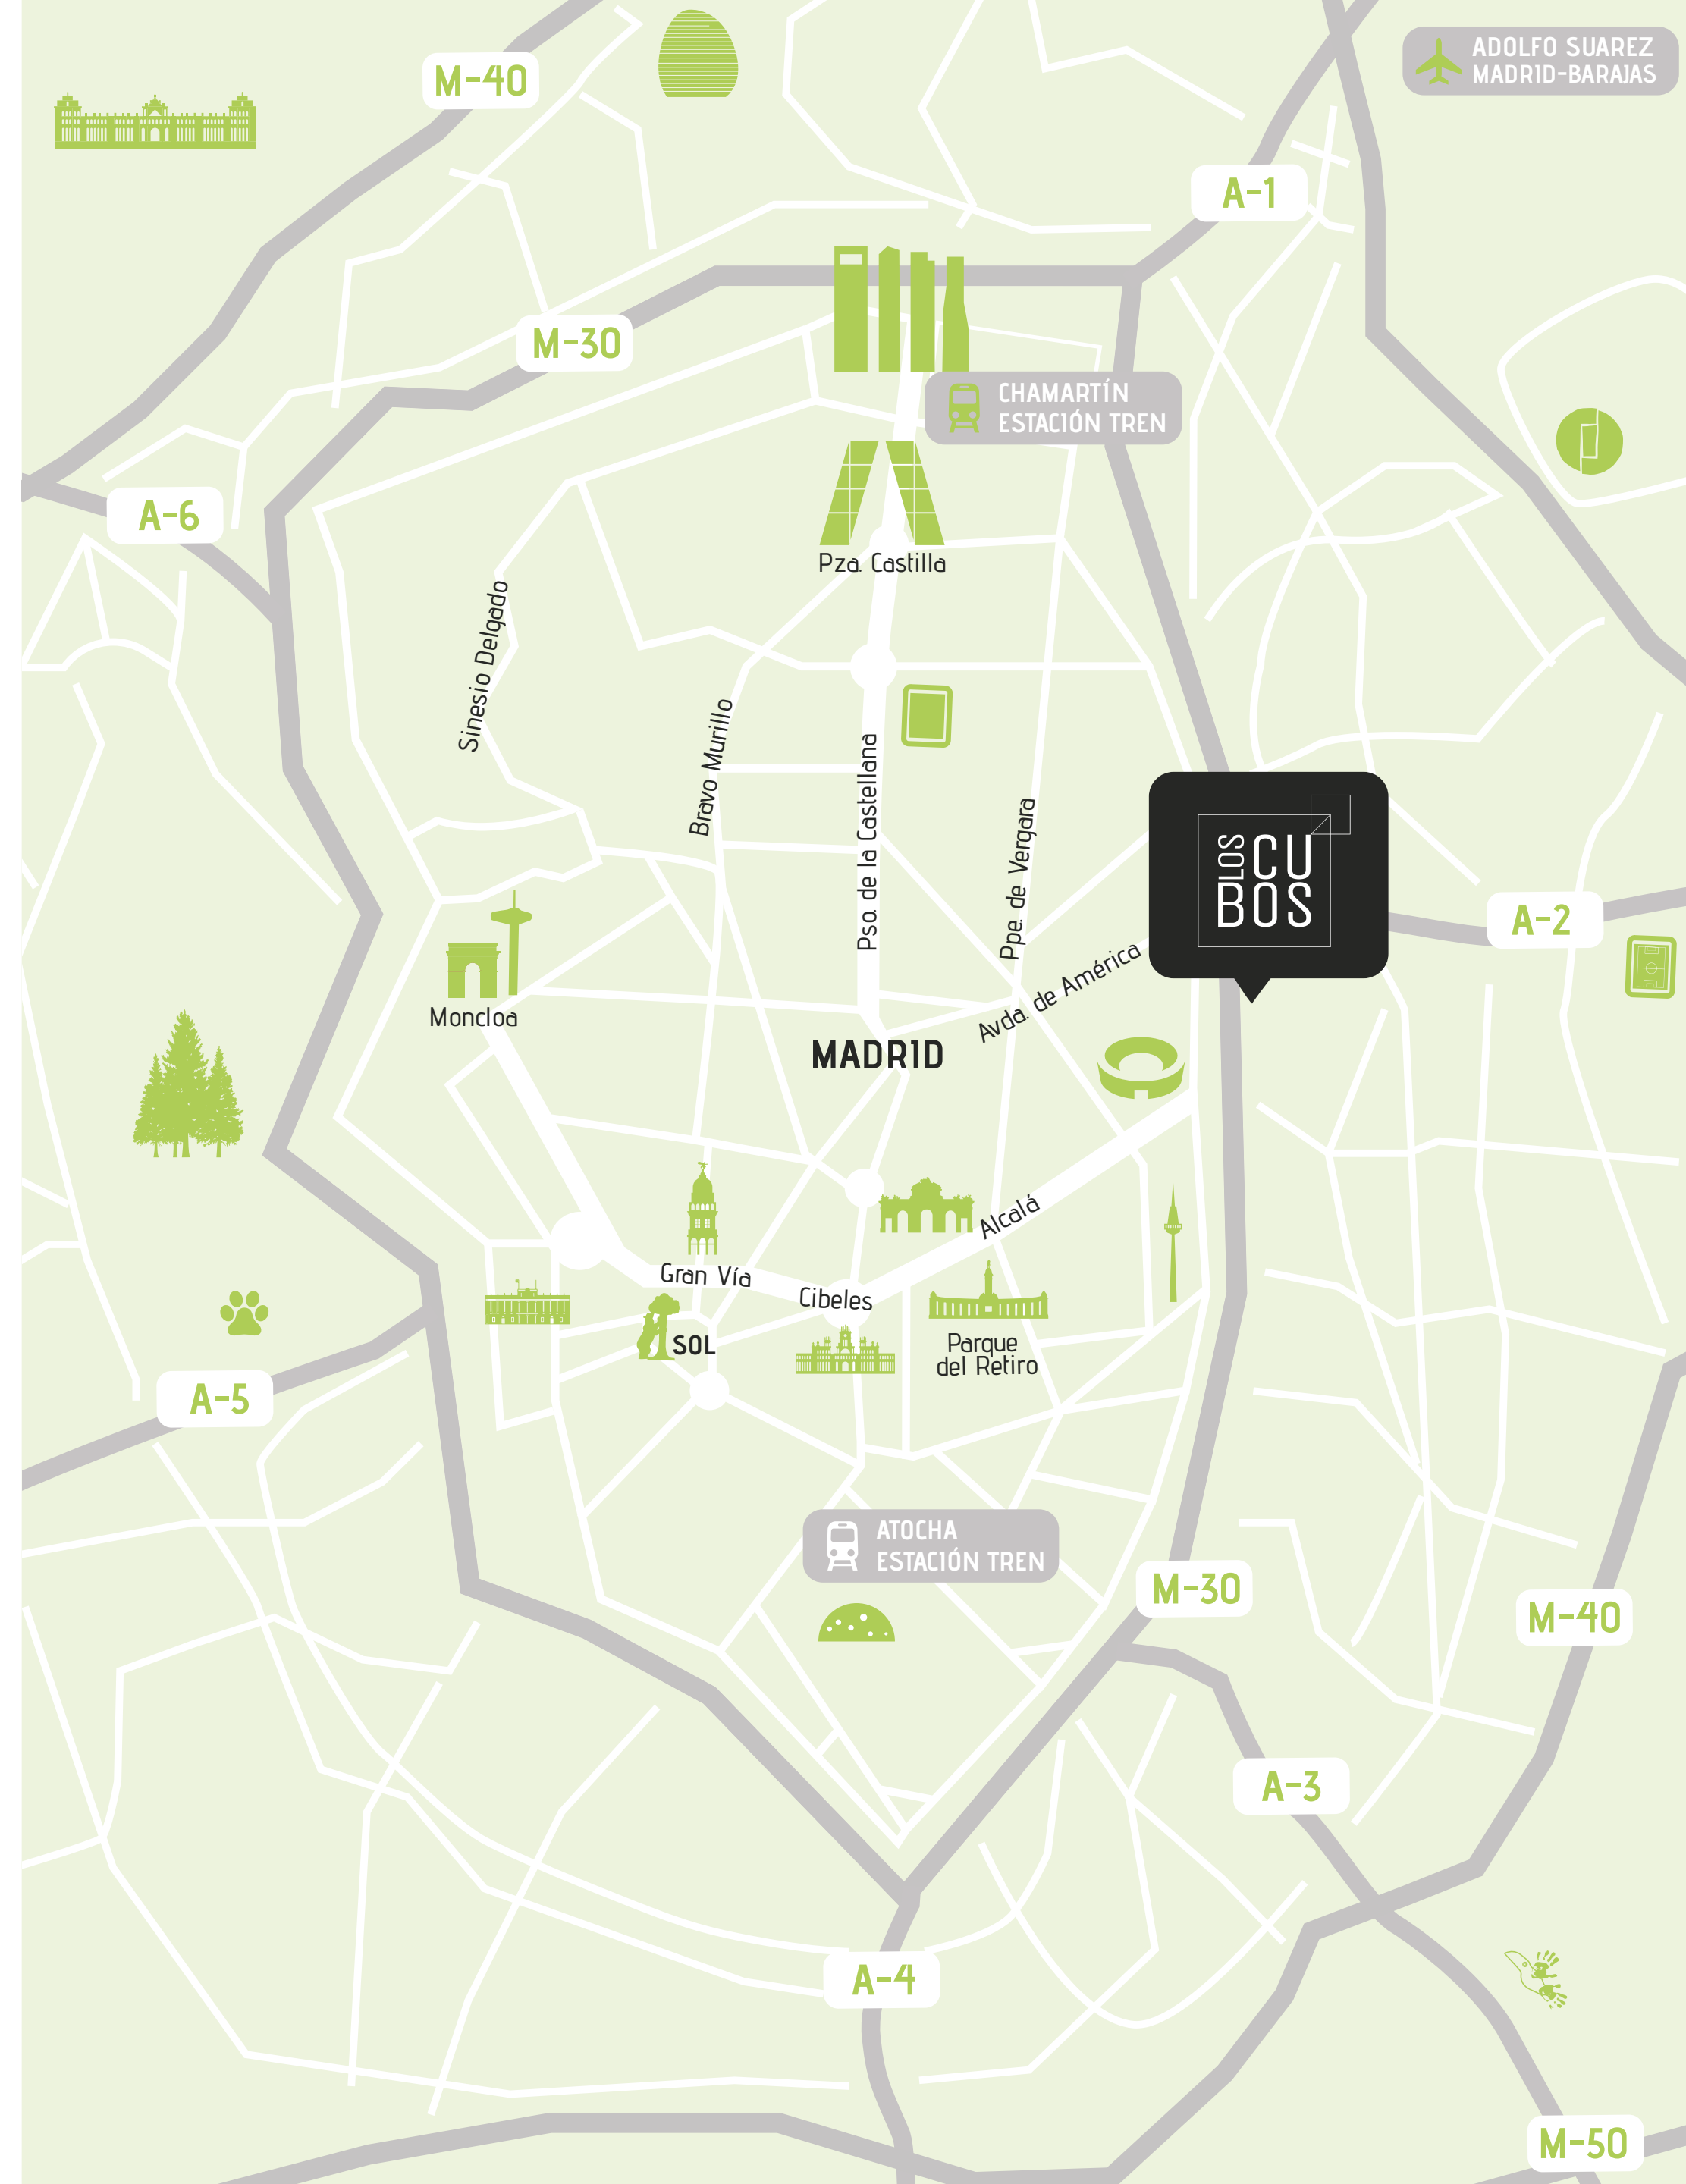 ADOLFO SUAREZ
MADRID-BARAJAS
M-40
A-1
M-30
CHAMARTÍN
ESTACIÓN TREN
A-6
Pza. Castilla
Sinesio Delgado
Bravo Murillo
Pso. de la Castellana
Ppe. de Vergara
LOS
CU
BOS
A-2
Avda. de América
Moncloa
MADRID
Alcalá
Gran Vía
Cibeles
SOL
Parque
del Retiro
A-5
ATOCHA
ESTACIÓN TREN
M-30
M-40
A-3
A-4
M-50